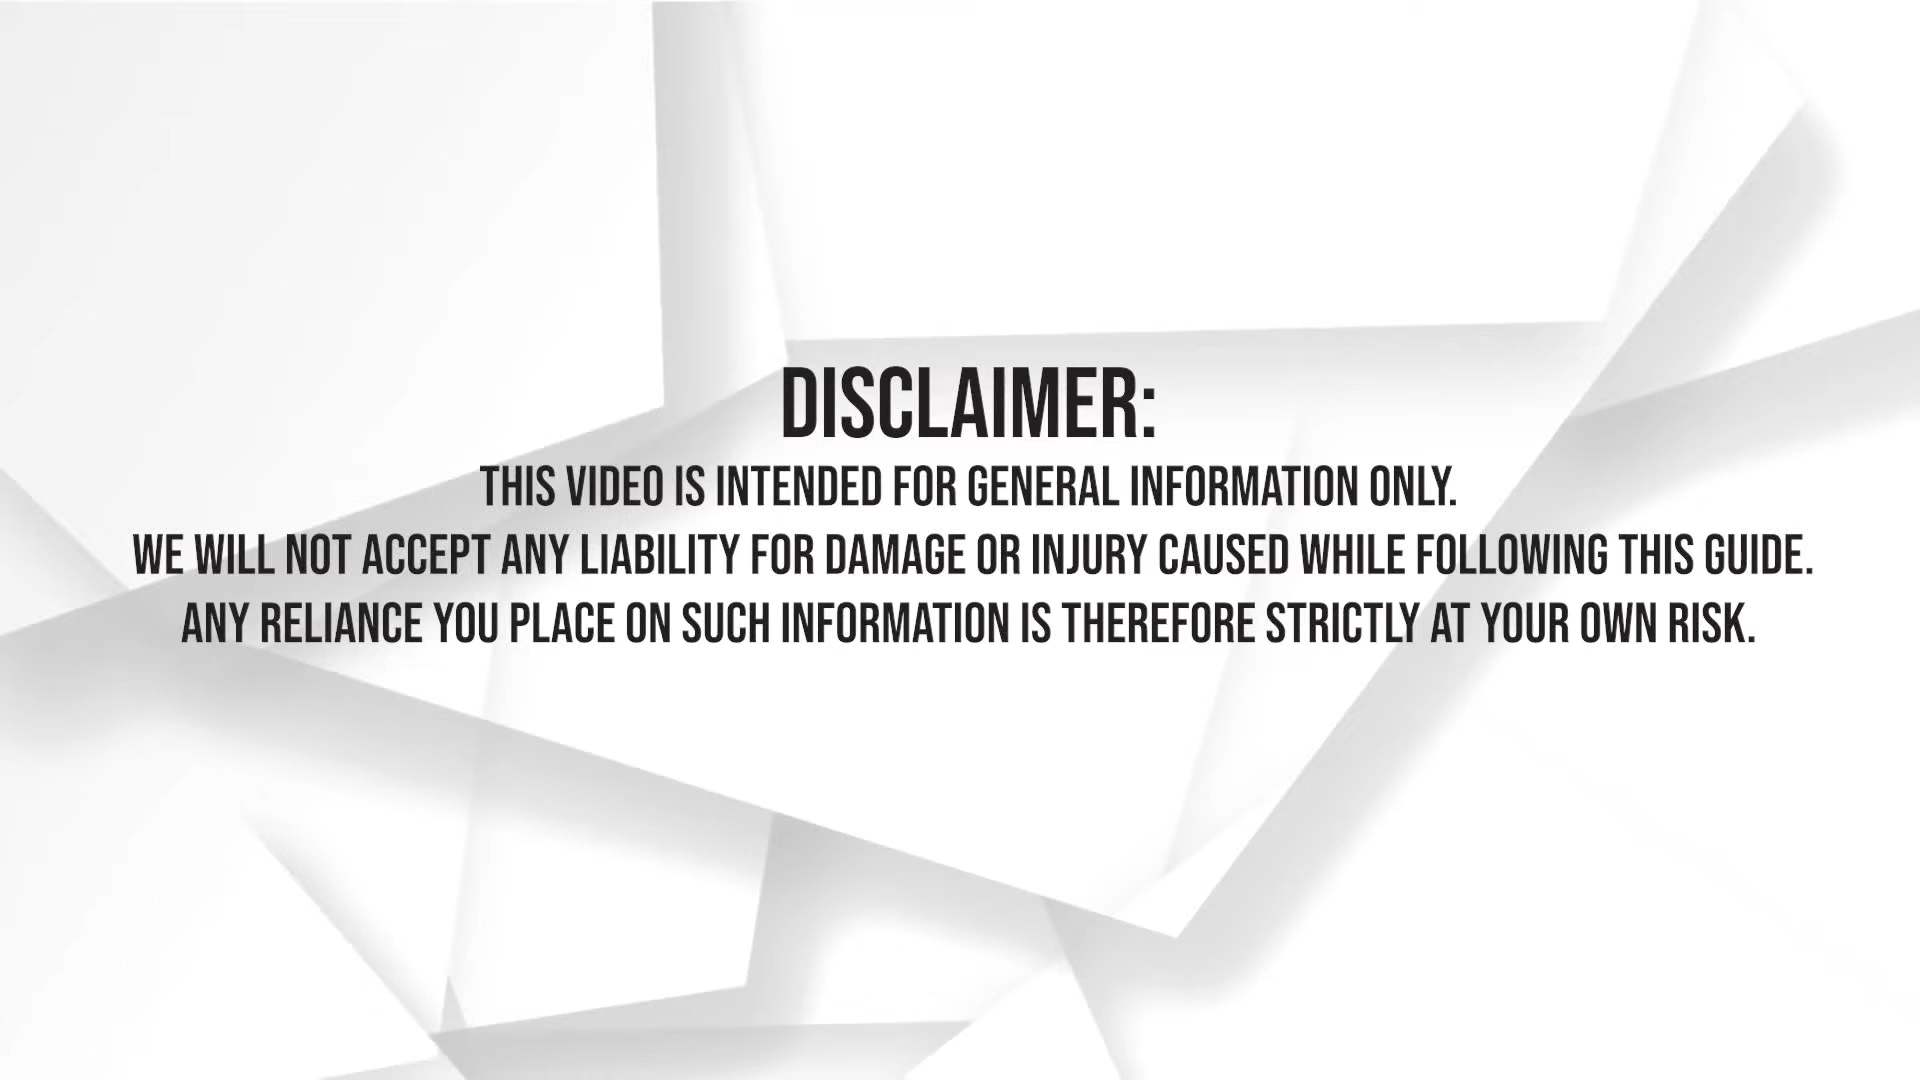 DISCLAIMER:
THIS VIDEO IS INTENDED FOR GENERAL INFORMATION ONLY.
WE WILL NOT ACCEPT ANY LIABILITY FOR DAMAGE OR INJURY CAUSED WHILE FOLLOWING THIS GUIDE.
ANY RELIANCE YOU PLACE ON SUCH INFORMATION IS THEREFORE STRICTLY AT YOUR OWN RISK.